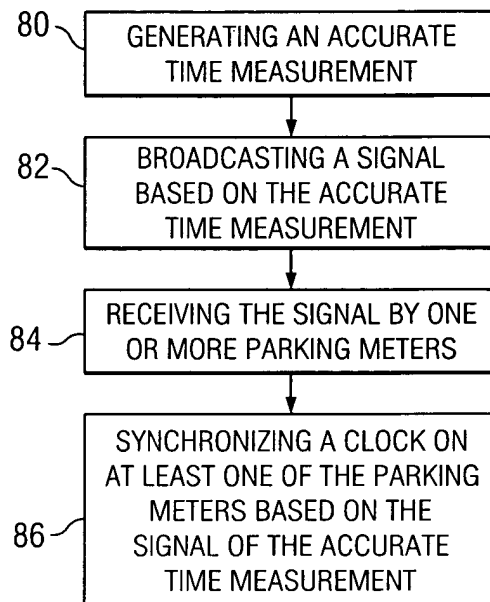 80
GENERATING AN ACCURATE
TIME MEASUREMENT
82
BROADCASTING A SIGNAL
BASED ON THE ACCURATE
TIME MEASUREMENT
84
RECEIVING THE SIGNAL BY ONE
OR MORE PARKING METERS
86
SYNCHRONIZING A CLOCK ON
AT LEAST ONE OF THE PARKING
METERS BASED ON THE
SIGNAL OF THE ACCURATE
TIME MEASUREMENT